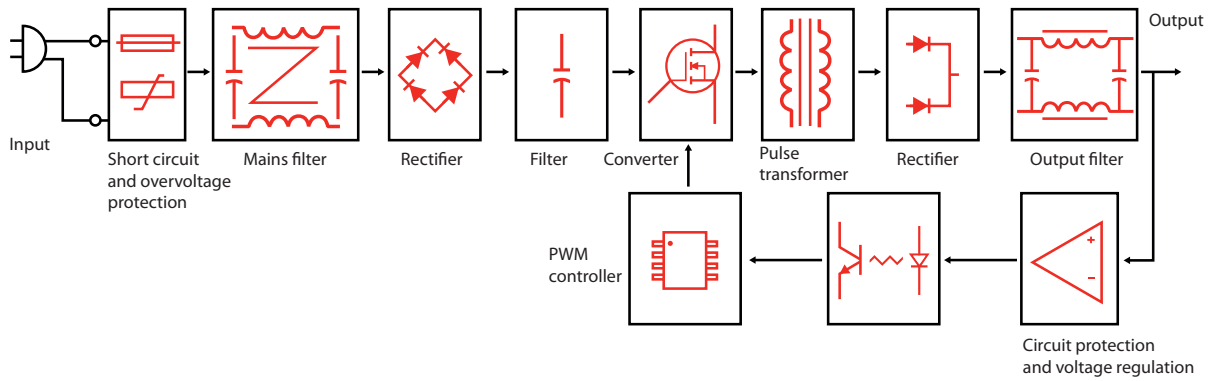 Output
Input
Short circuit
and overvoltage
protection
Mains filter
Rectifier
Filter
Converter
Pulse
transformer
Rectifier
Output filter
PWM
controller
+
−
Circuit protection
and voltage regulation